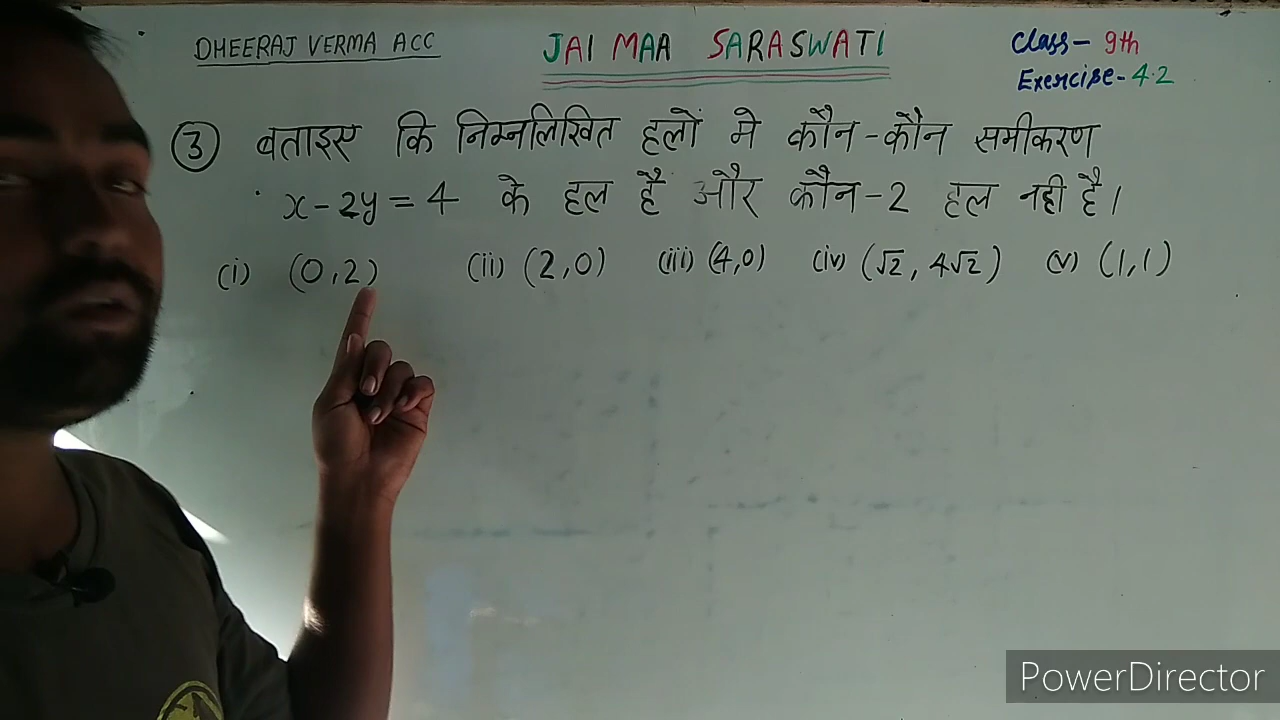 DHEERAJ VERMA ACC
JAI MAA SARASWATI
Class- 9th
Exercise- 4.2
③ बताइए कि निम्नलिखित हलों मे कौन-कौन समीकरण
x-2y=4 के हल है और कौन-2 हल नही है।
(i) (0,2) (ii) (2,0) (iii) (4,0) (iv) (√2, 4√2) (v) (1,1)
PowerDirector